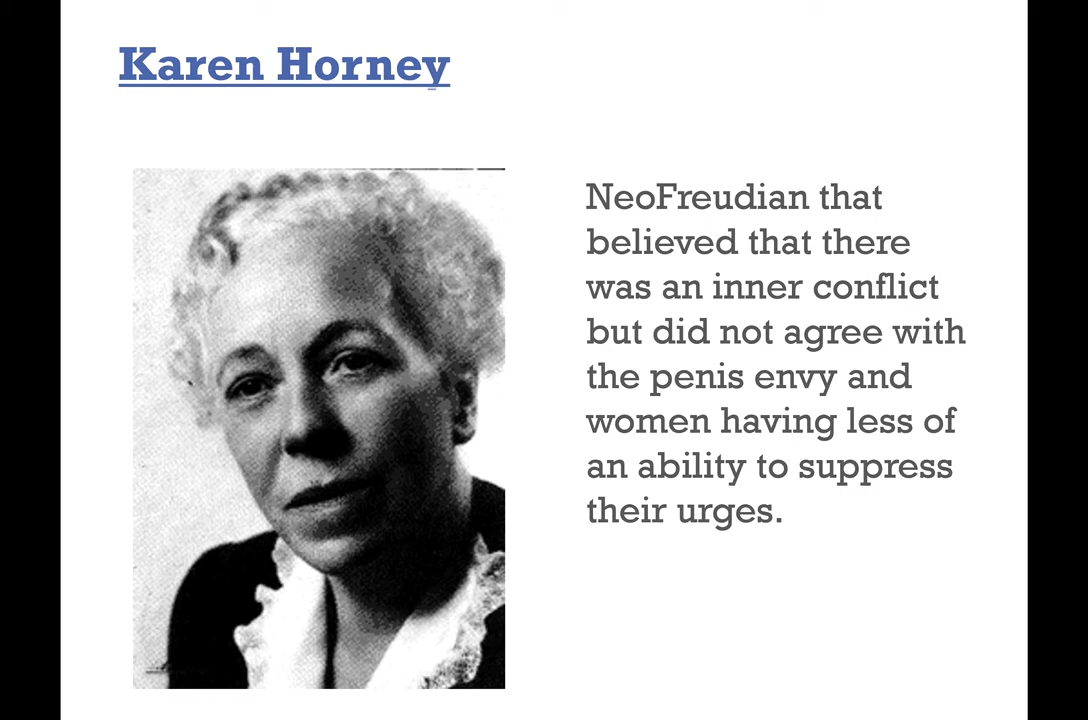 Karen Horney
NeoFreudian that
believed that there
was an inner conflict
but did not agree with
the penis envy and
women having less of
an ability to suppress
their urges.